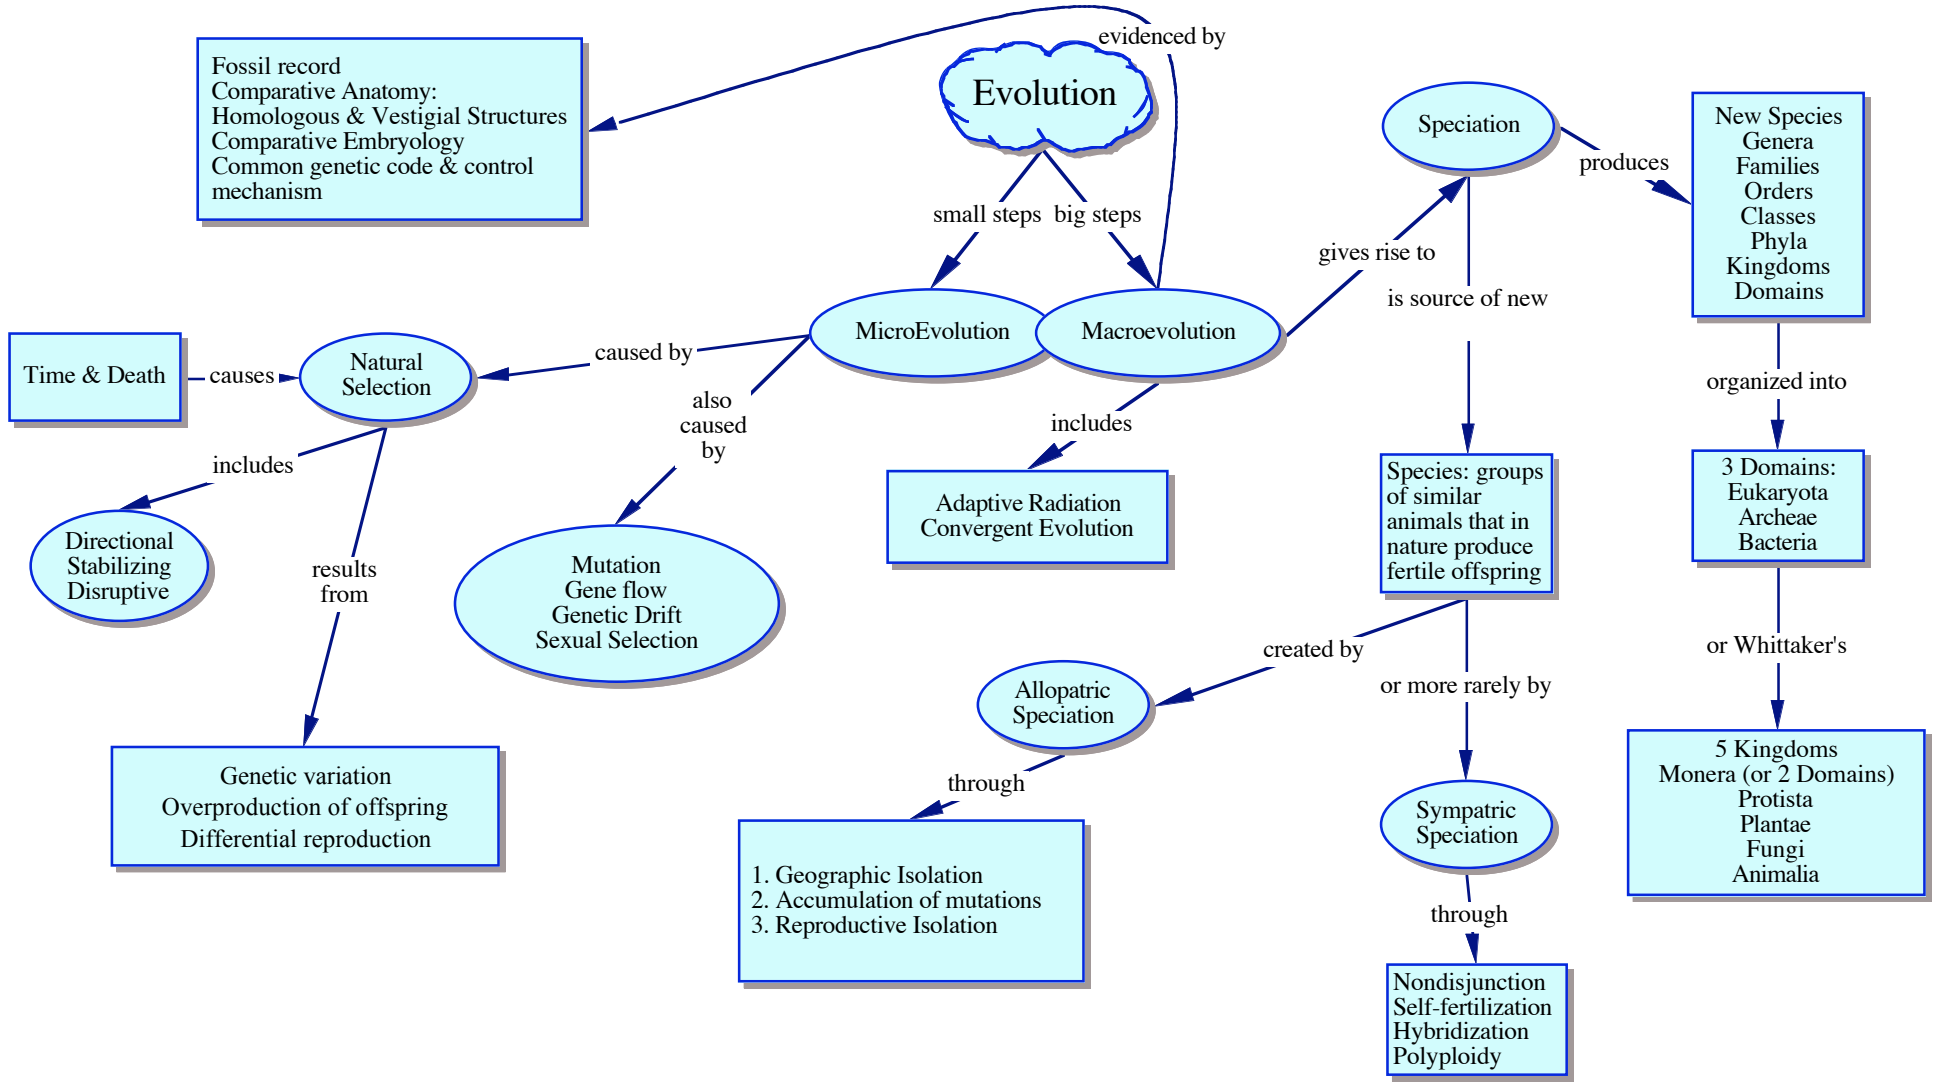 evidenced by
Fossil record
Comparative Anatomy:
Homologous & Vestigial Structures
Comparative Embryology
Common genetic code & control
mechanism
Evolution
small steps
big steps
MicroEvolution
Macroevolution
gives rise to
Speciation
produces
New Species
Genera
Families
Orders
Classes
Phyla
Kingdoms
Domains
is source of new
organized into
Time & Death
causes
Natural
Selection
caused by
also
caused
by
includes
includes
Directional
Stabilizing
Disruptive
results
from
Mutation
Gene flow
Genetic Drift
Sexual Selection
Adaptive Radiation
Convergent Evolution
Species: groups
of similar
animals that in
nature produce
fertile offspring
3 Domains:
Eukaryota
Archeae
Bacteria
or Whittaker's
created by
or more rarely by
Allopatric
Speciation
through
Genetic variation
Overproduction of offspring
Differential reproduction
1. Geographic Isolation
2. Accumulation of mutations
3. Reproductive Isolation
Sympatric
Speciation
through
Nondisjunction
Self-fertilization
Hybridization
Polyploidy
5 Kingdoms
Monera (or 2 Domains)
Protista
Plantae
Fungi
Animalia